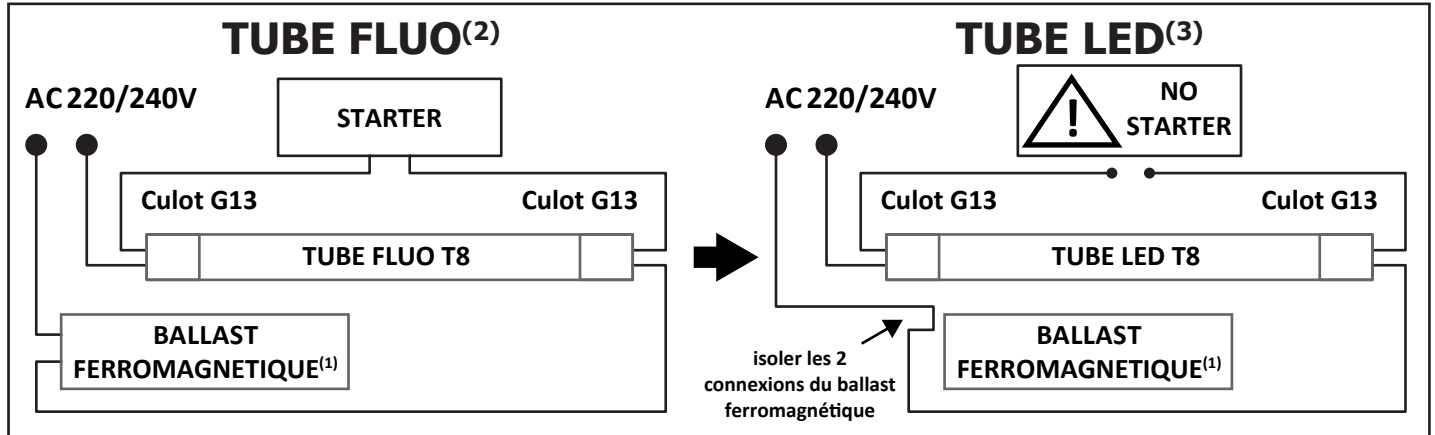 TUBE FLUO(2)
AC 220/240V
STARTER
Culot G13
Culot G13
TUBE FLUO T8
BALLAST
FERROMAGNETIQUE(1)
TUBE LED(3)
AC 220/240V
! NO
STARTER
Culot G13
Culot G13
TUBE LED T8
isoler les 2
connexions du ballast
ferromagnétique
BALLAST
FERROMAGNETIQUE(1)